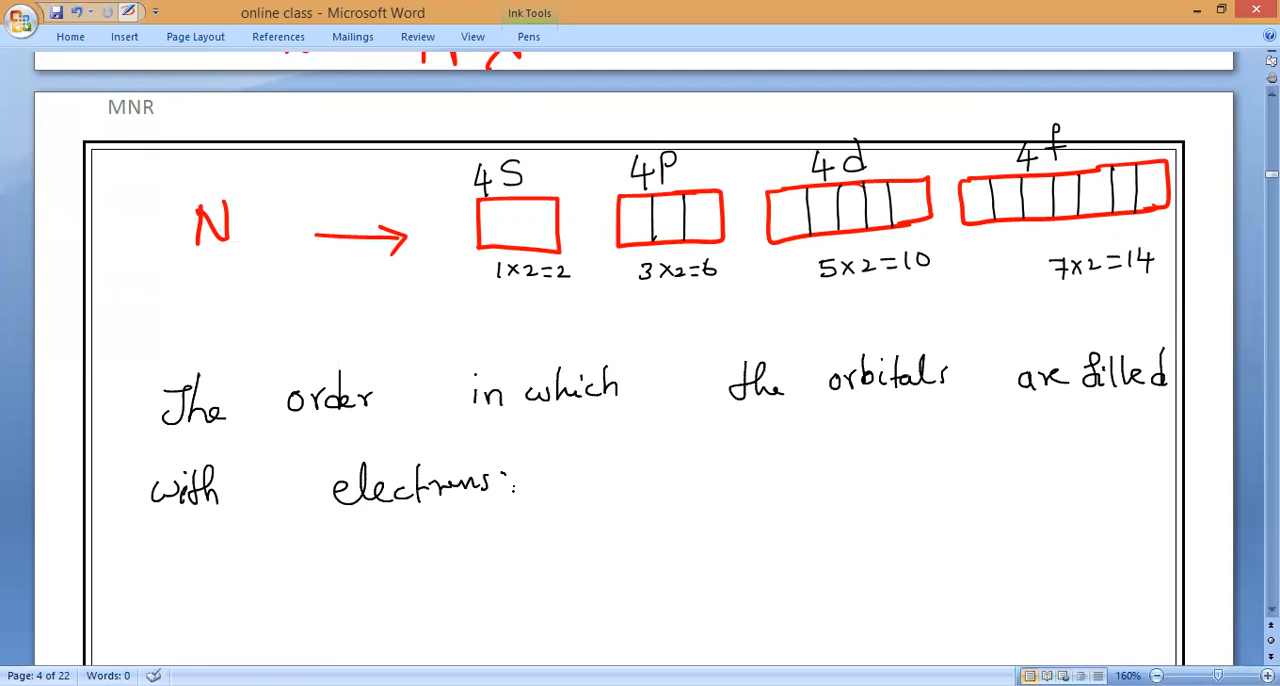 online class - Microsoft Word
Ink Tools
Home Insert Page Layout References Mailings Review View Pens
MNR
4S 4P 4d 4f
N →
1×2=2 3×2=6 5×2=10 7×2=14
The order in which the orbitals are filled
with electrons:
Page: 4 of 22 Words: 0 160%